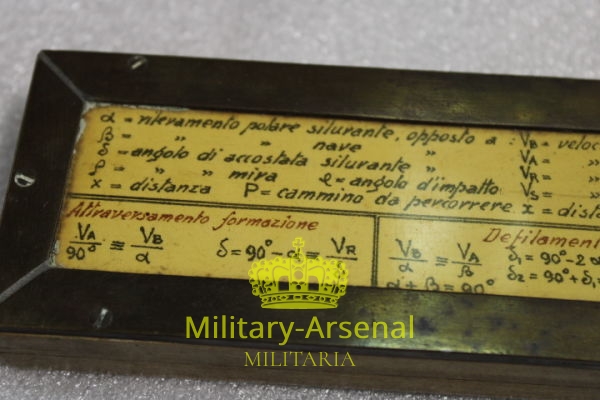 α = rilevamento polare silurante, opposto α : VB = veloc
β = " " nave " VA = "
δ = angolo di accostata silurante " VR = "
ρ = " " mira ℓ = angolo d'impatto VS = "
x = distanza P = cammino da percorrere x = dista
Attraversamento formazione
VA/90° ≡ VB/α δ = 90° - α = VR
Defilament
VB/α ≡ VA/β δ1 = 90° - 2α
α + β = 90° δ2 = 90° + δ1
Military-Arsenal
MILITARIA